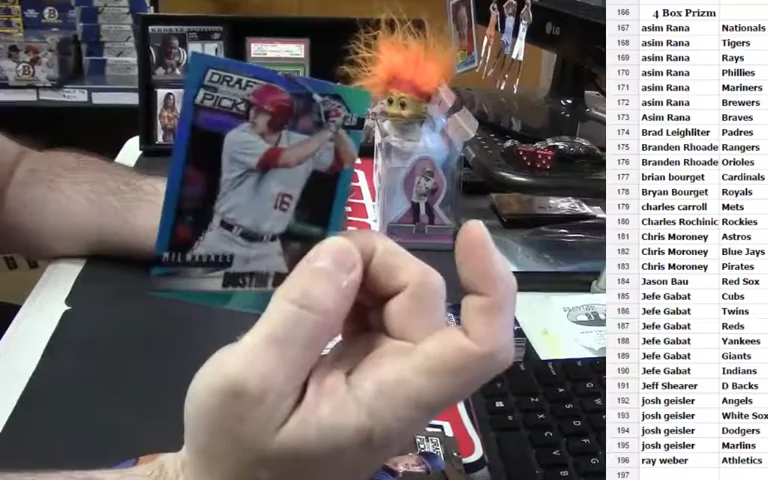 DRAFT
PICKS
16
MILWAUKEE
DUSTIN
LG
166 4 Box Prizm
167 asim Rana Nationals
168 asim Rana Tigers
169 asim Rana Rays
170 asim Rana Phillies
171 asim Rana Mariners
172 asim Rana Brewers
173 Asim Rana Braves
174 Brad Leighliter Padres
175 Branden Rhoade Rangers
176 Branden Rhoade Orioles
177 brian bourget Cardinals
178 Bryan Bourget Royals
179 charles carroll Mets
180 Charles Rochinic Rockies
181 Chris Moroney Astros
182 Chris Moroney Blue Jays
183 Chris Moroney Pirates
184 Jason Bau Red Sox
185 Jefe Gabat Cubs
186 Jefe Gabat Twins
187 Jefe Gabat Reds
188 Jefe Gabat Yankees
189 Jefe Gabat Giants
190 Jefe Gabat Indians
191 Jeff Shearer D Backs
192 josh geisler Angels
193 josh geisler White Sox
194 josh geisler Dodgers
195 josh geisler Marlins
196 ray weber Athletics
197